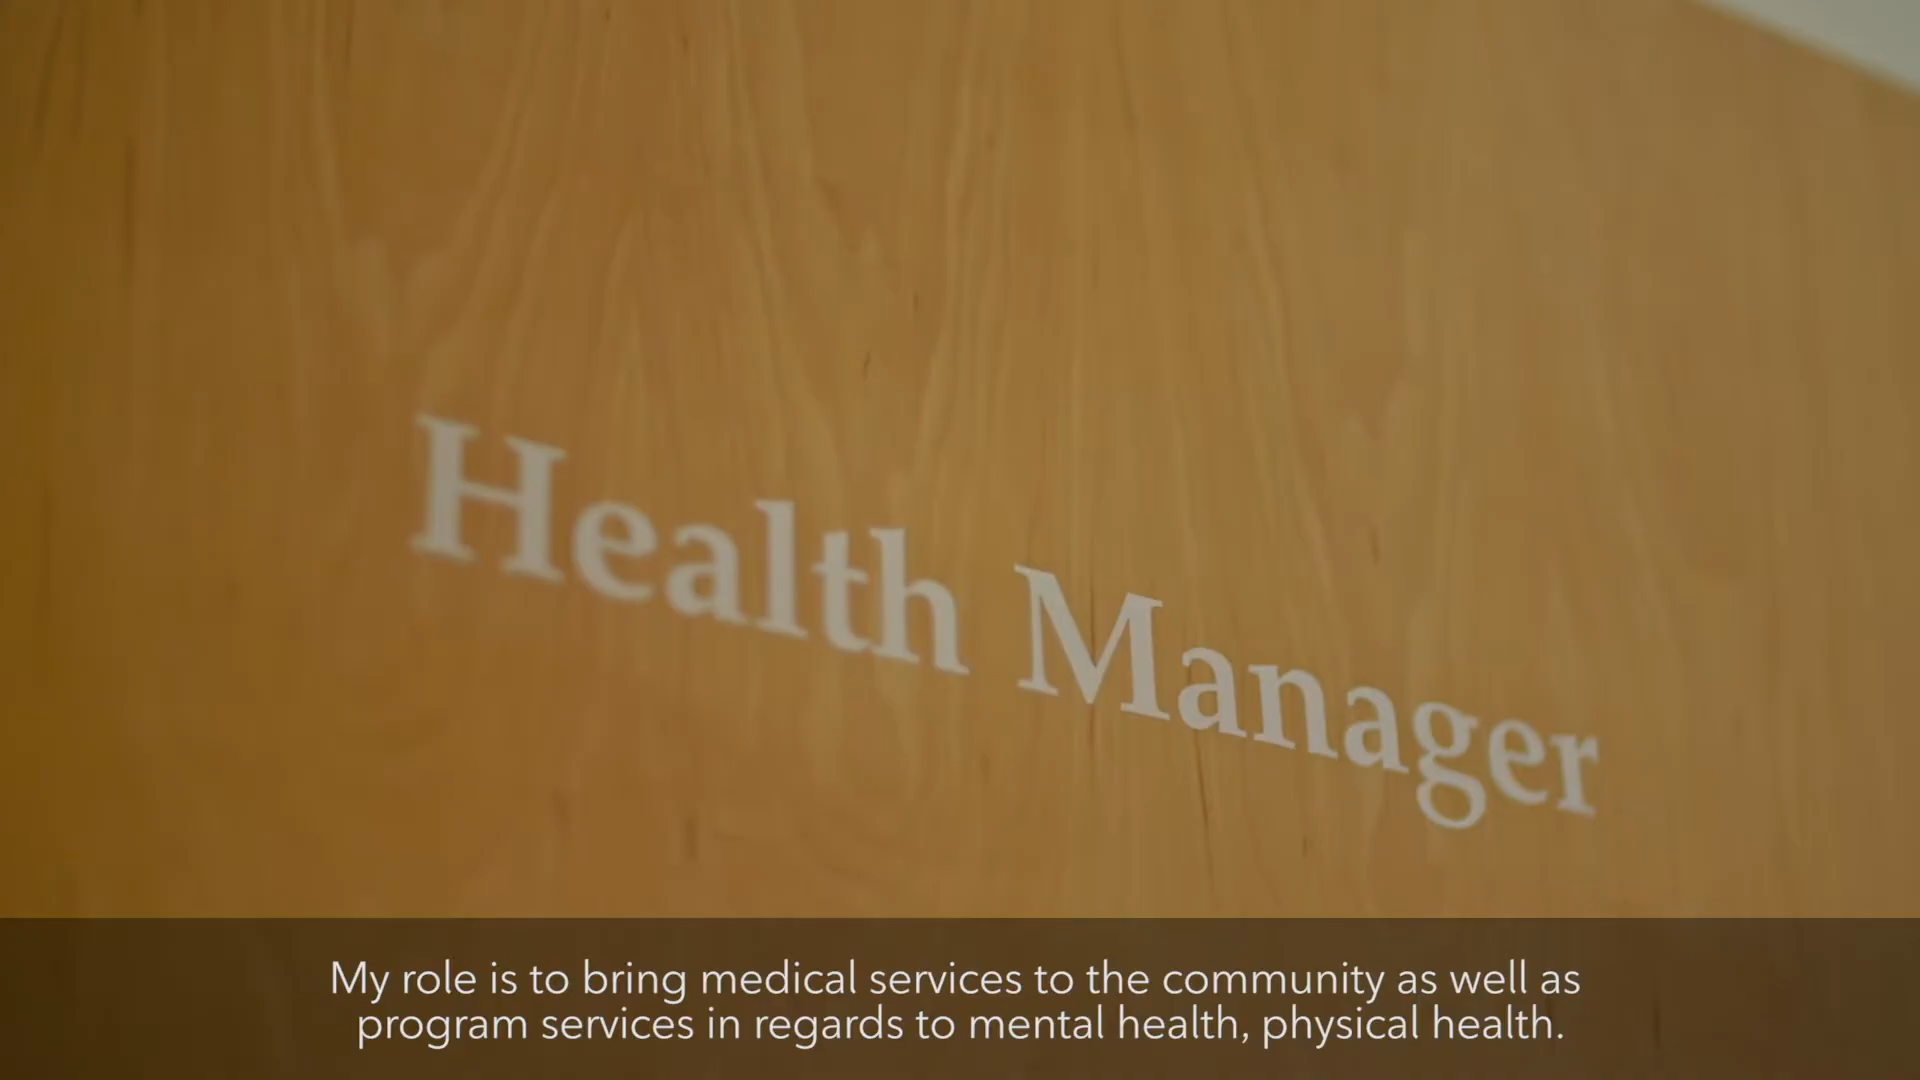 Health Manager
My role is to bring medical services to the community as well as
program services in regards to mental health, physical health.